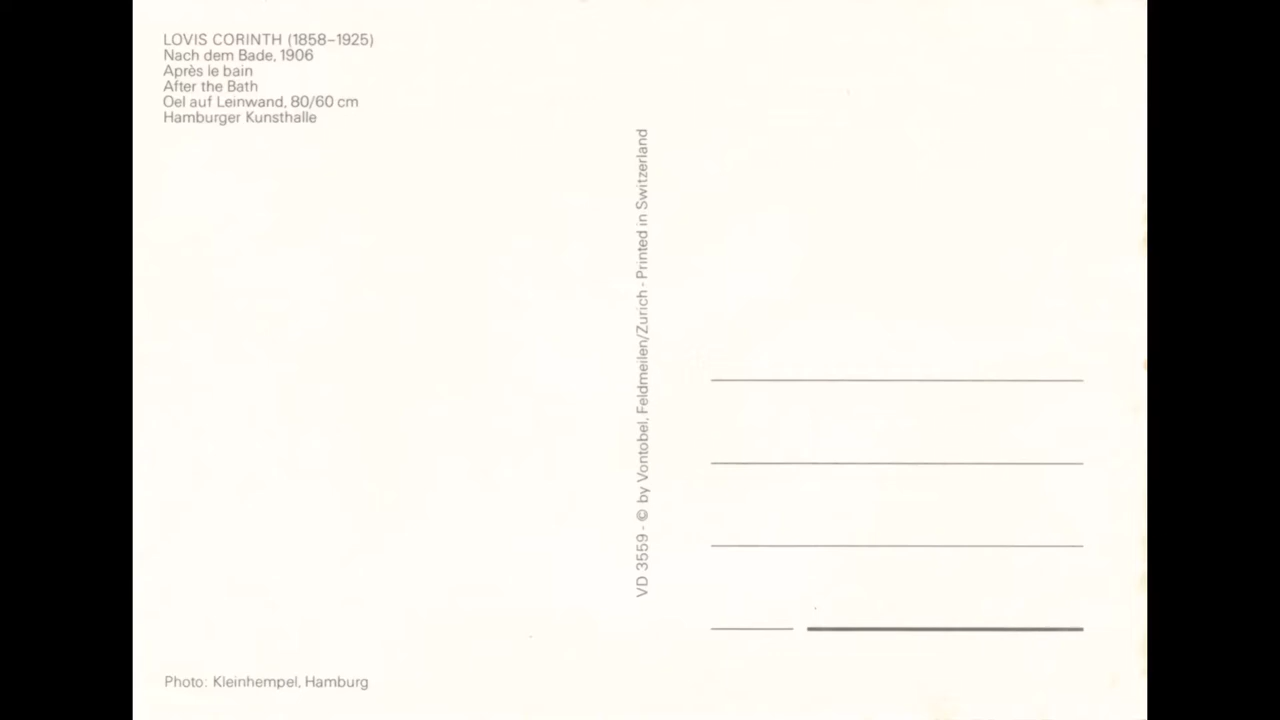 LOVIS CORINTH (1858–1925)
Nach dem Bade, 1906
Après le bain
After the Bath
Oel auf Leinwand, 80/60 cm
Hamburger Kunsthalle
VD 3559 - © by Vontobel, Feldmeilen/Zürich - Printed in Switzerland
Photo: Kleinhempel, Hamburg